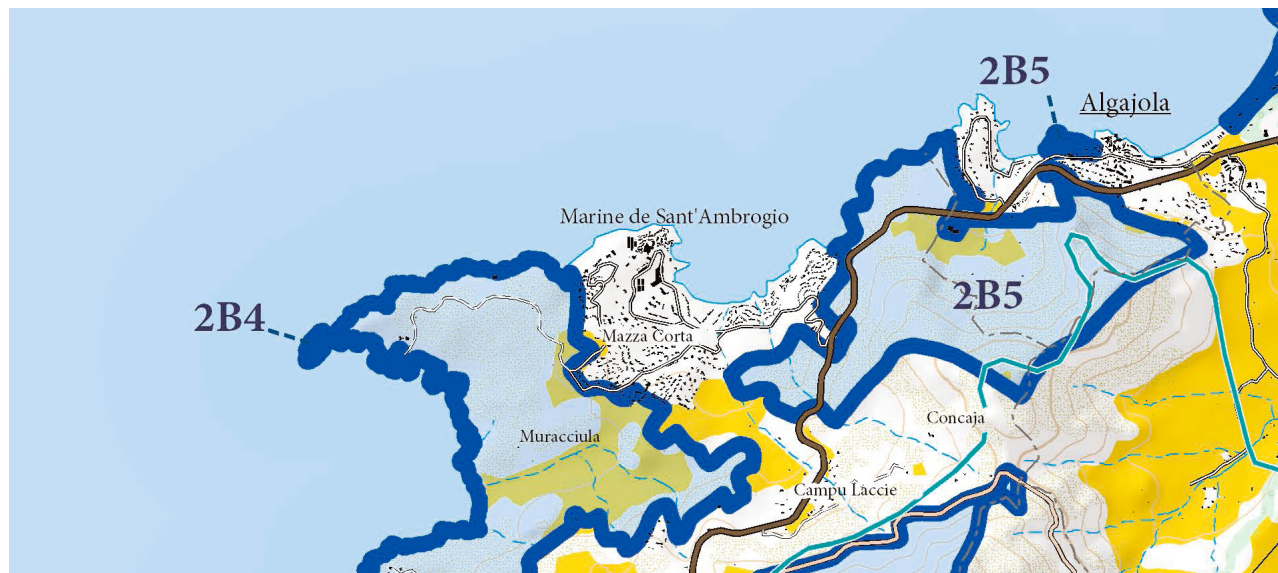 2B5
Algajola
Marine de Sant'Ambrogio
2B5
2B4
Mazza Corta
Concaja
Muracciula
Campu Laccie